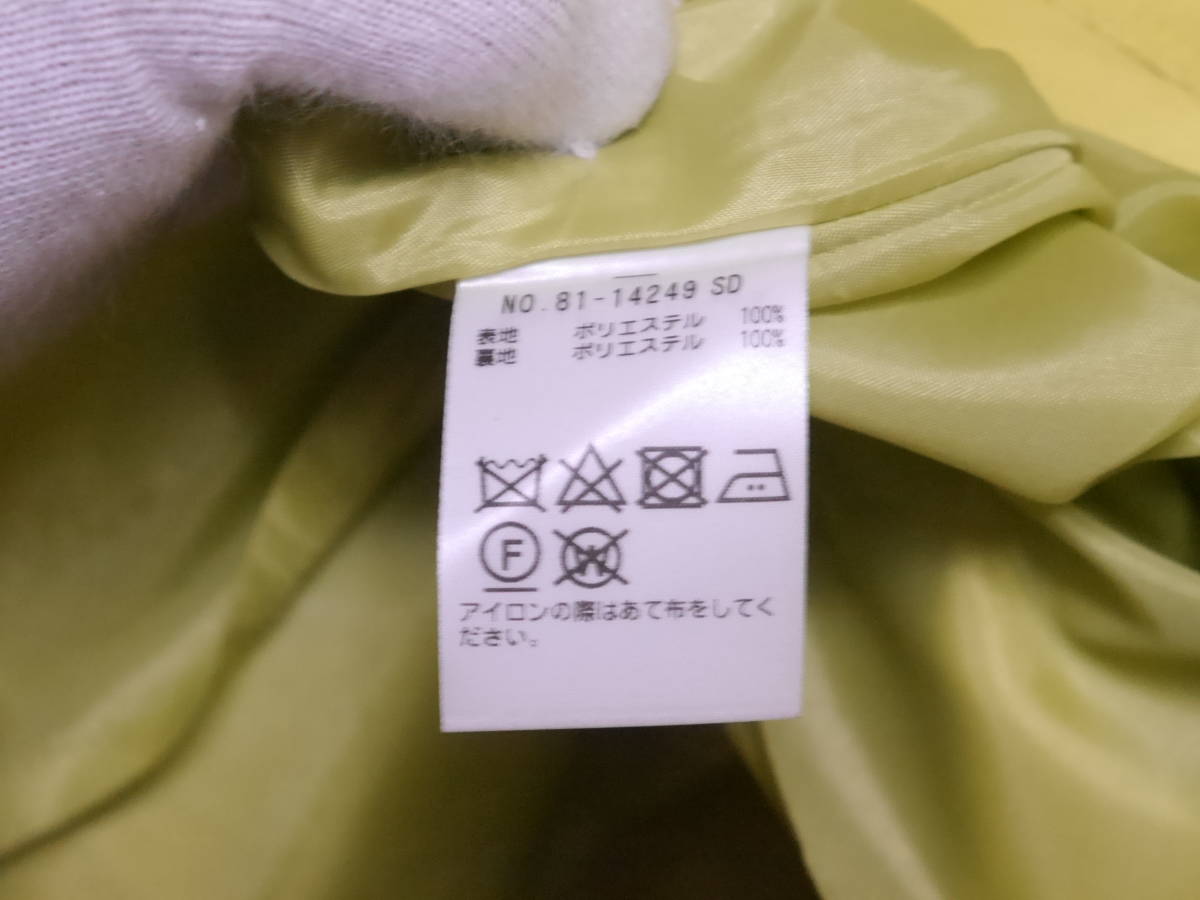 NO.81-14249 SD
表地 ポリエステル 100%
裏地 ポリエステル 100%
F W
アイロンの際はあて布をしてく
ださい。